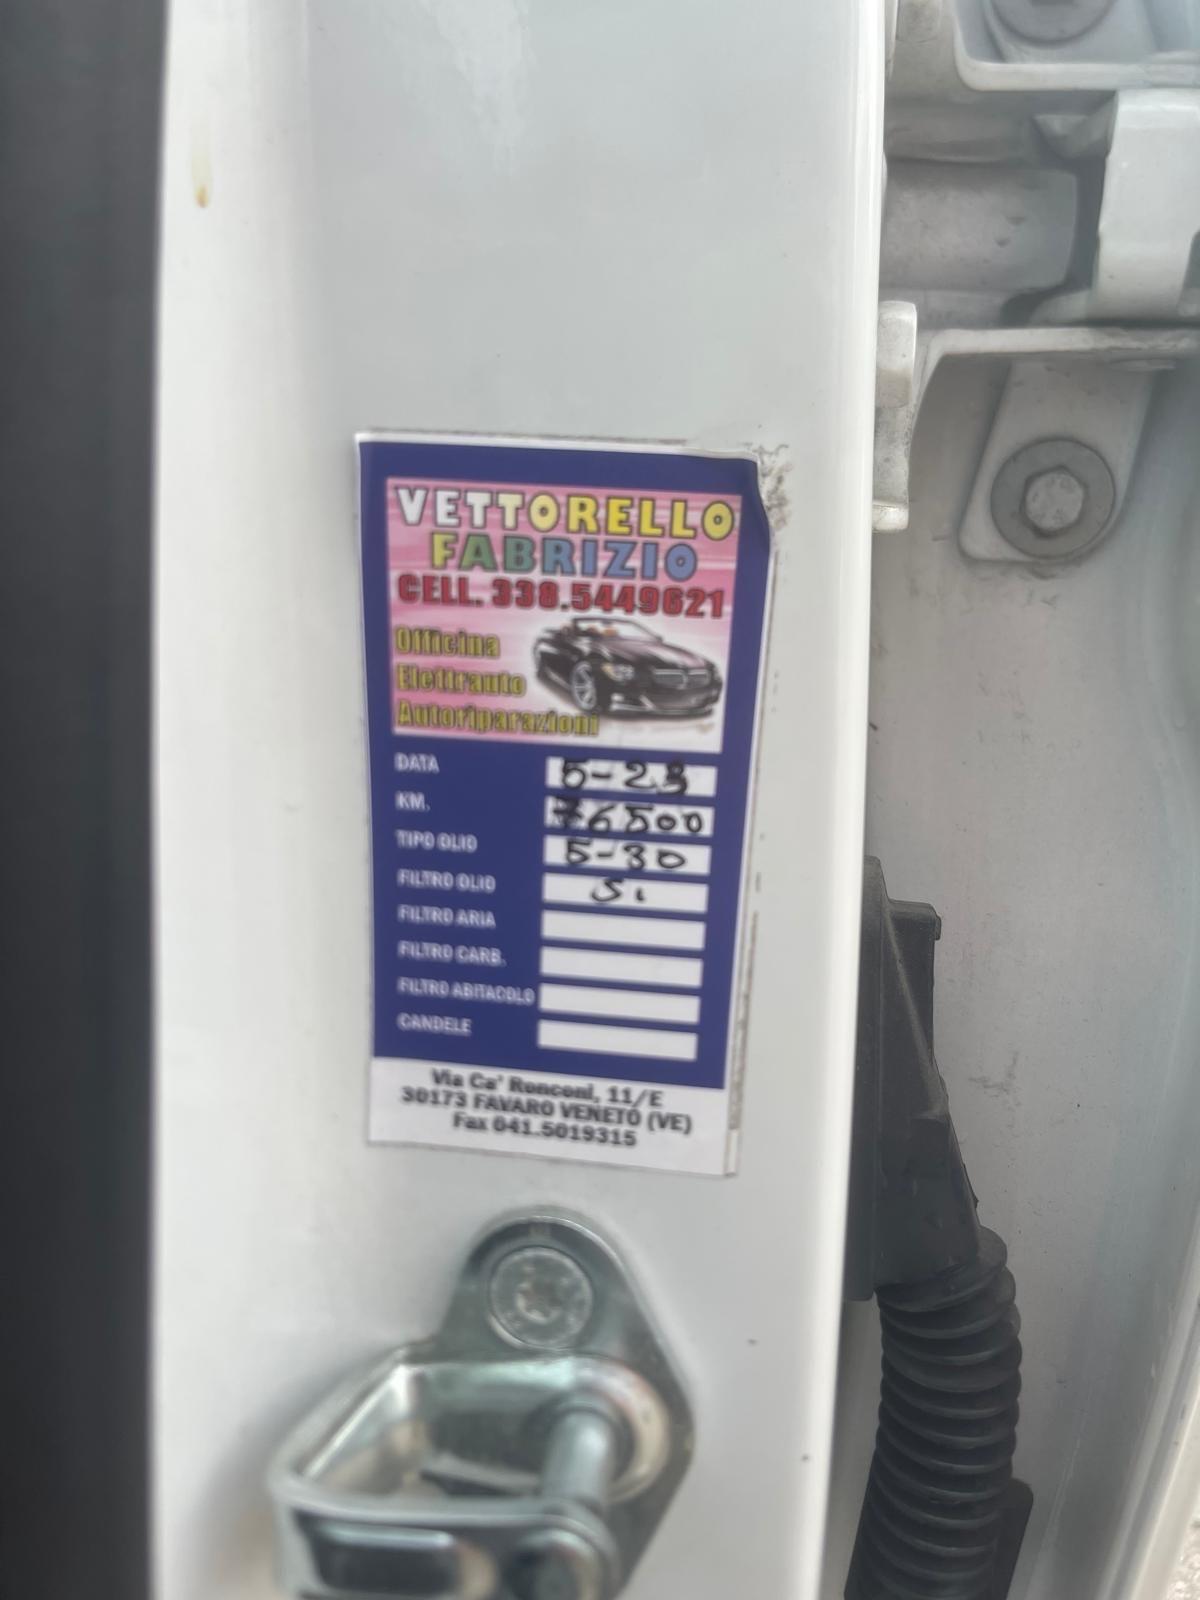 VETTORELLO
FABRIZIO
CELL. 338.5449621
Officina
Elettrauto
Autoriparazioni
DATA 5-23
KM. 76500
TIPO OLIO 5-30
FILTRO OLIO Si
FILTRO ARIA
FILTRO CARB.
FILTRO ABITACOLO
CANDELE
Via Ca' Ronconi, 11/E
30173 FAVARO VENETO (VE)
Fax 041.5019315